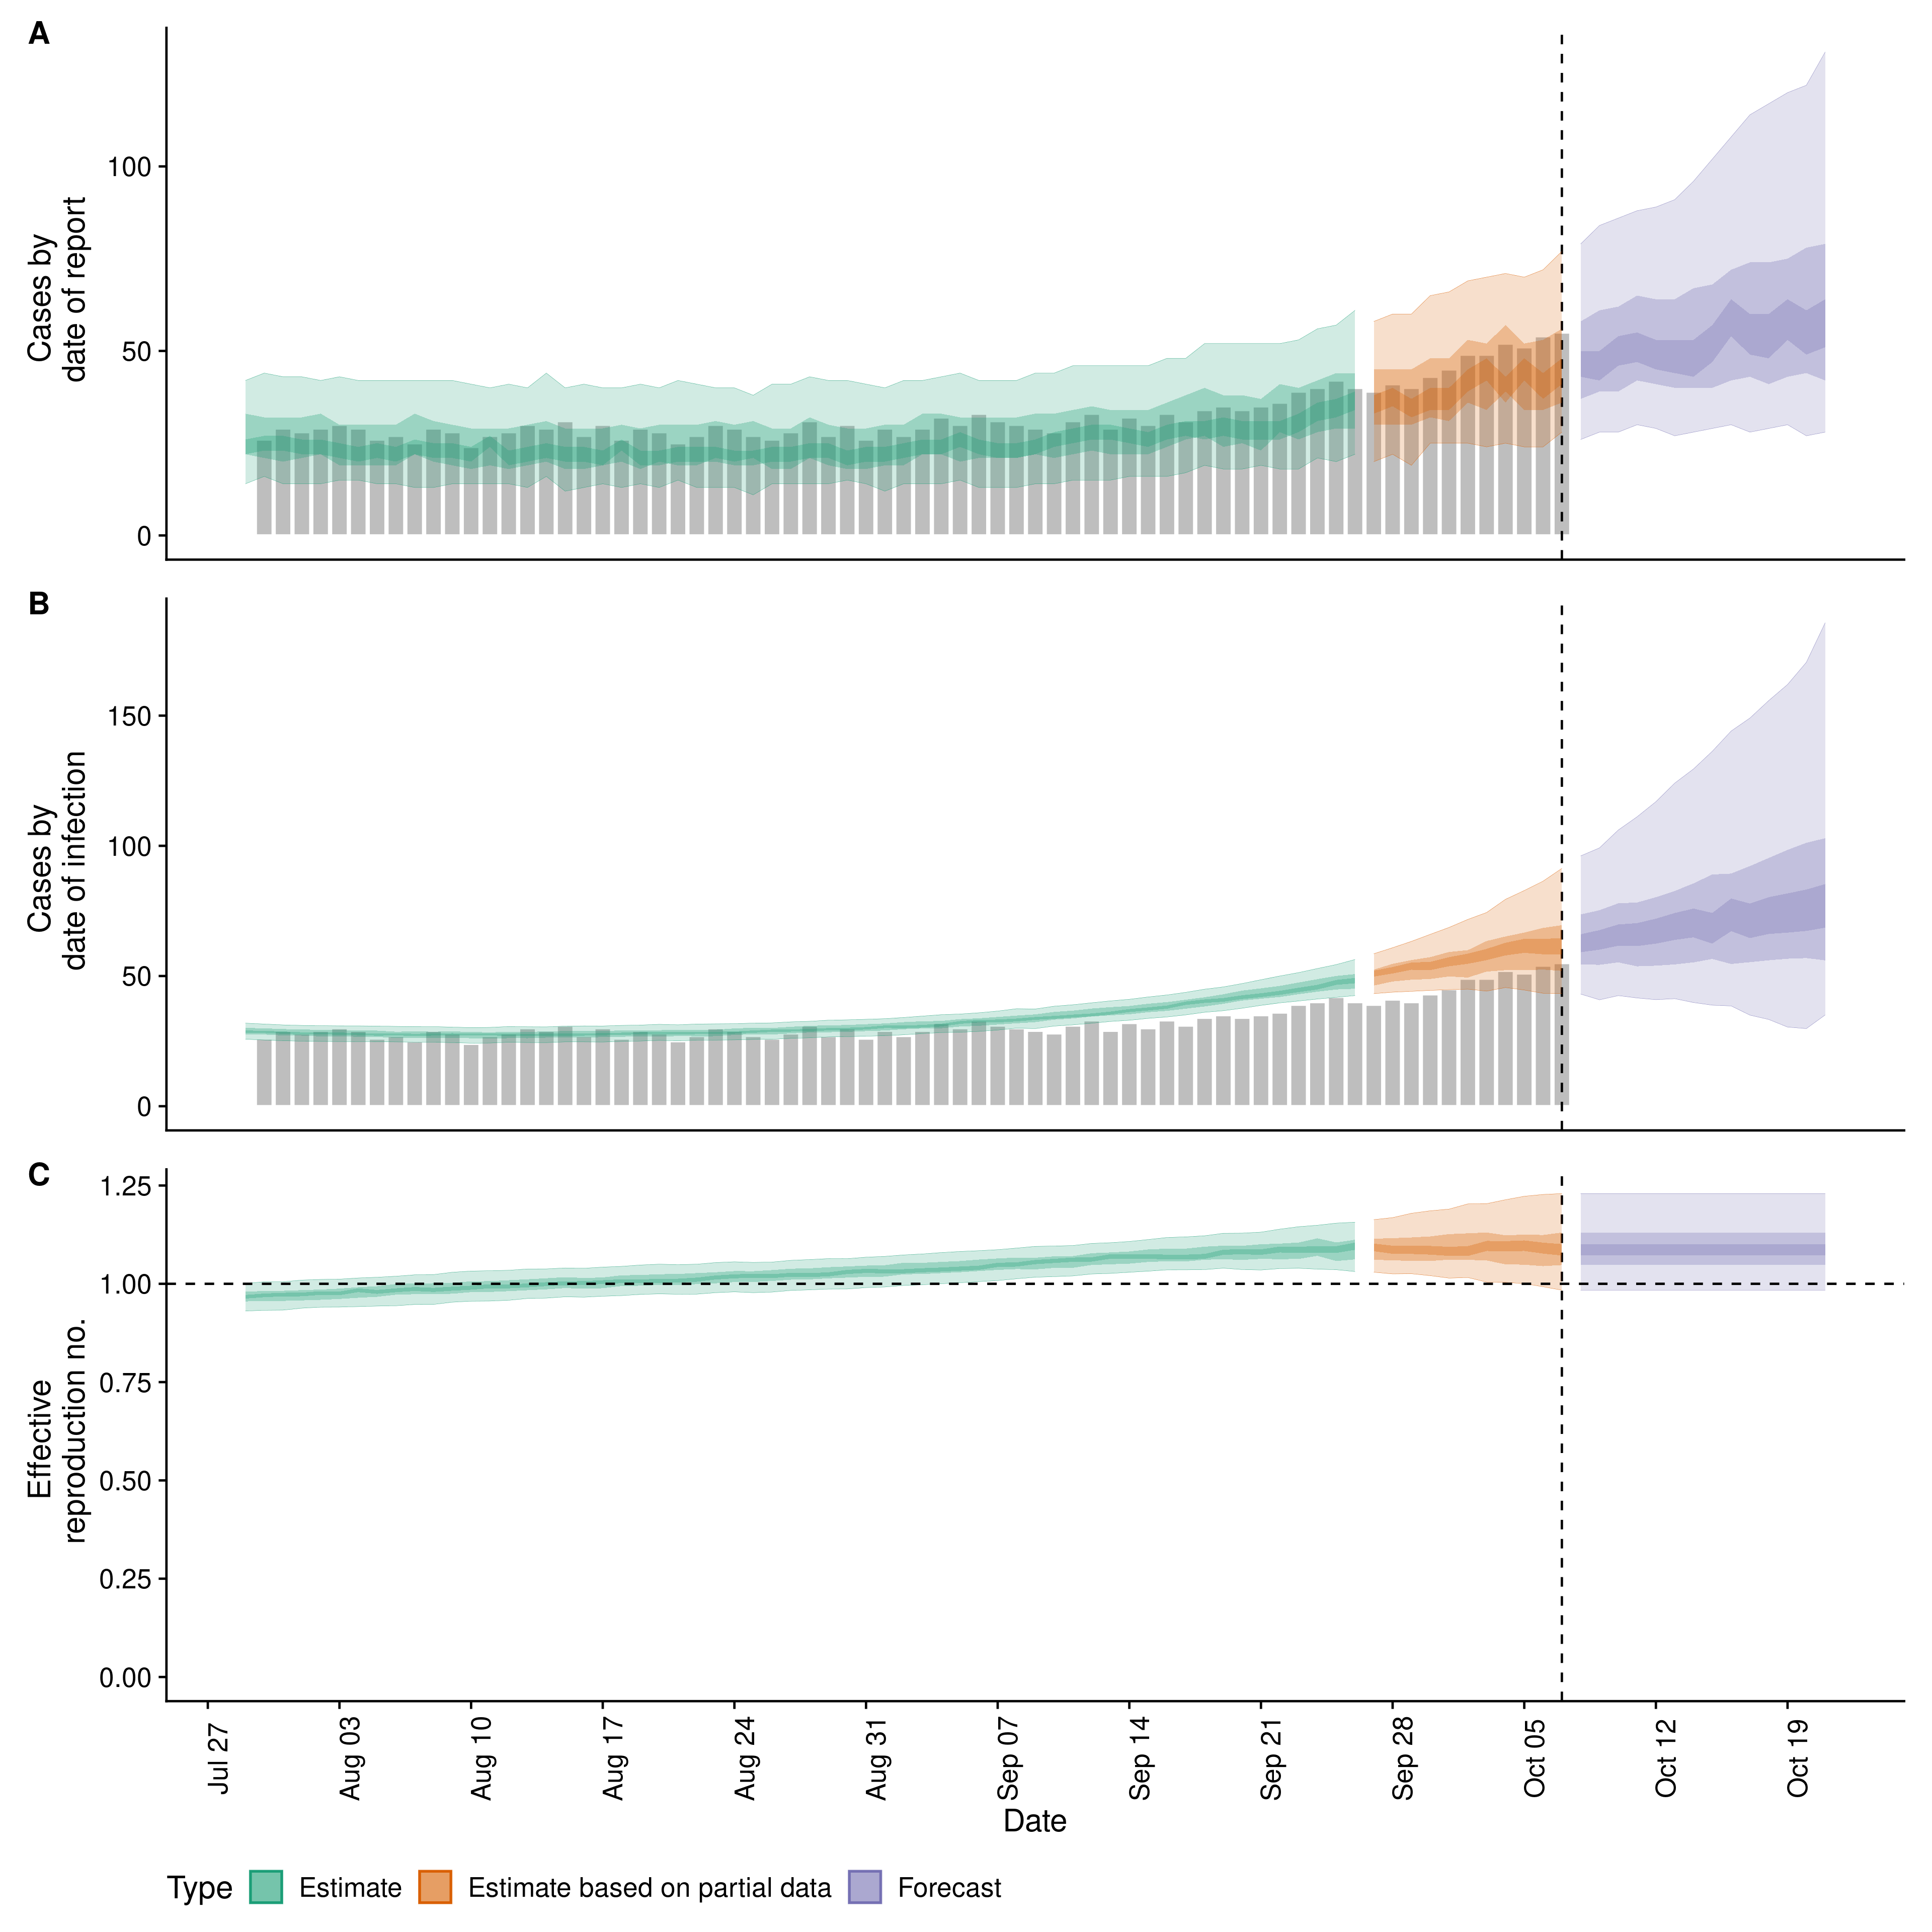 A
Cases by
date of report
100
50
0
B
Cases by
date of infection
150
100
50
0
C
Effective
reproduction no.
1.25
1.00
0.75
0.50
0.25
0.00
Jul 27
Aug 03
Aug 10
Aug 17
Aug 24
Aug 31
Sep 07
Sep 14
Sep 21
Sep 28
Oct 05
Oct 12
Oct 19
Date
Type Estimate Estimate based on partial data Forecast